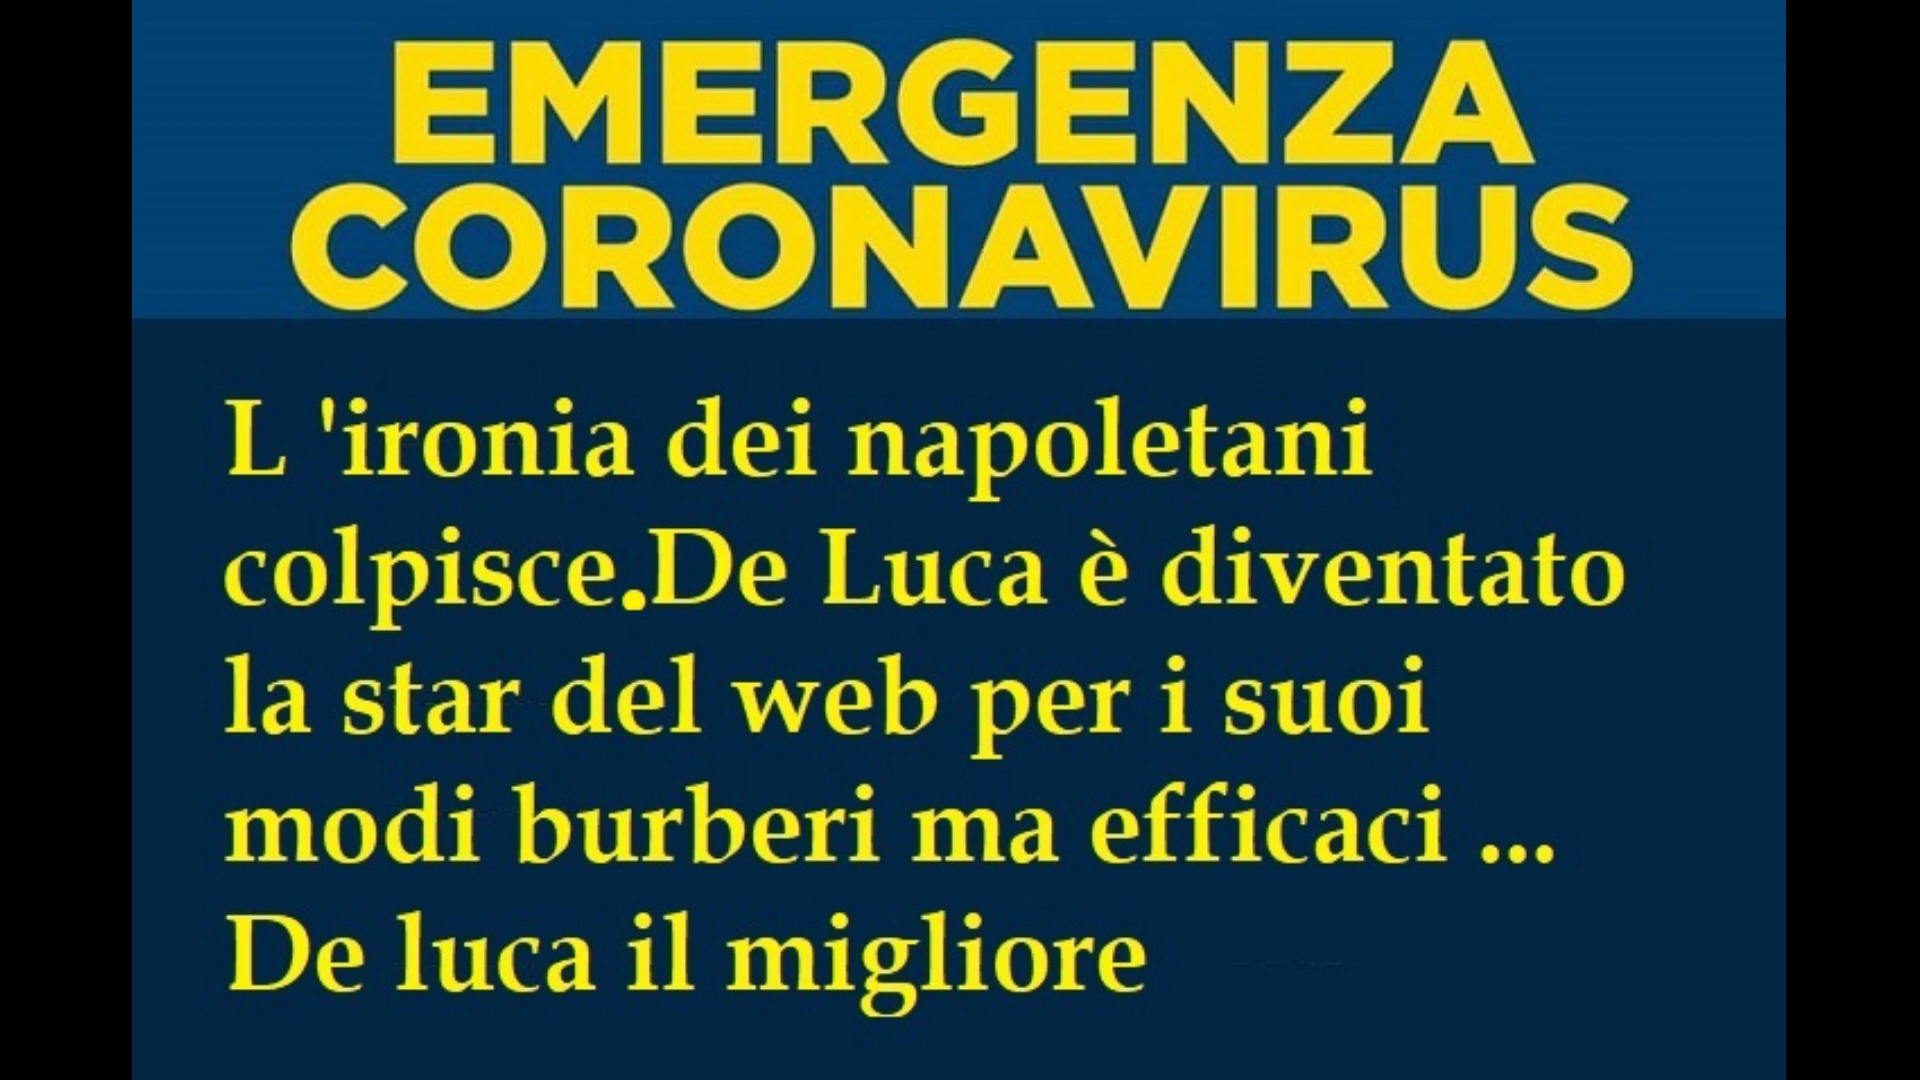 EMERGENZA
CORONAVIRUS
L 'ironia dei napoletani
colpisce.De Luca è diventato
la star del web per i suoi
modi burberi ma efficaci ...
De luca il migliore